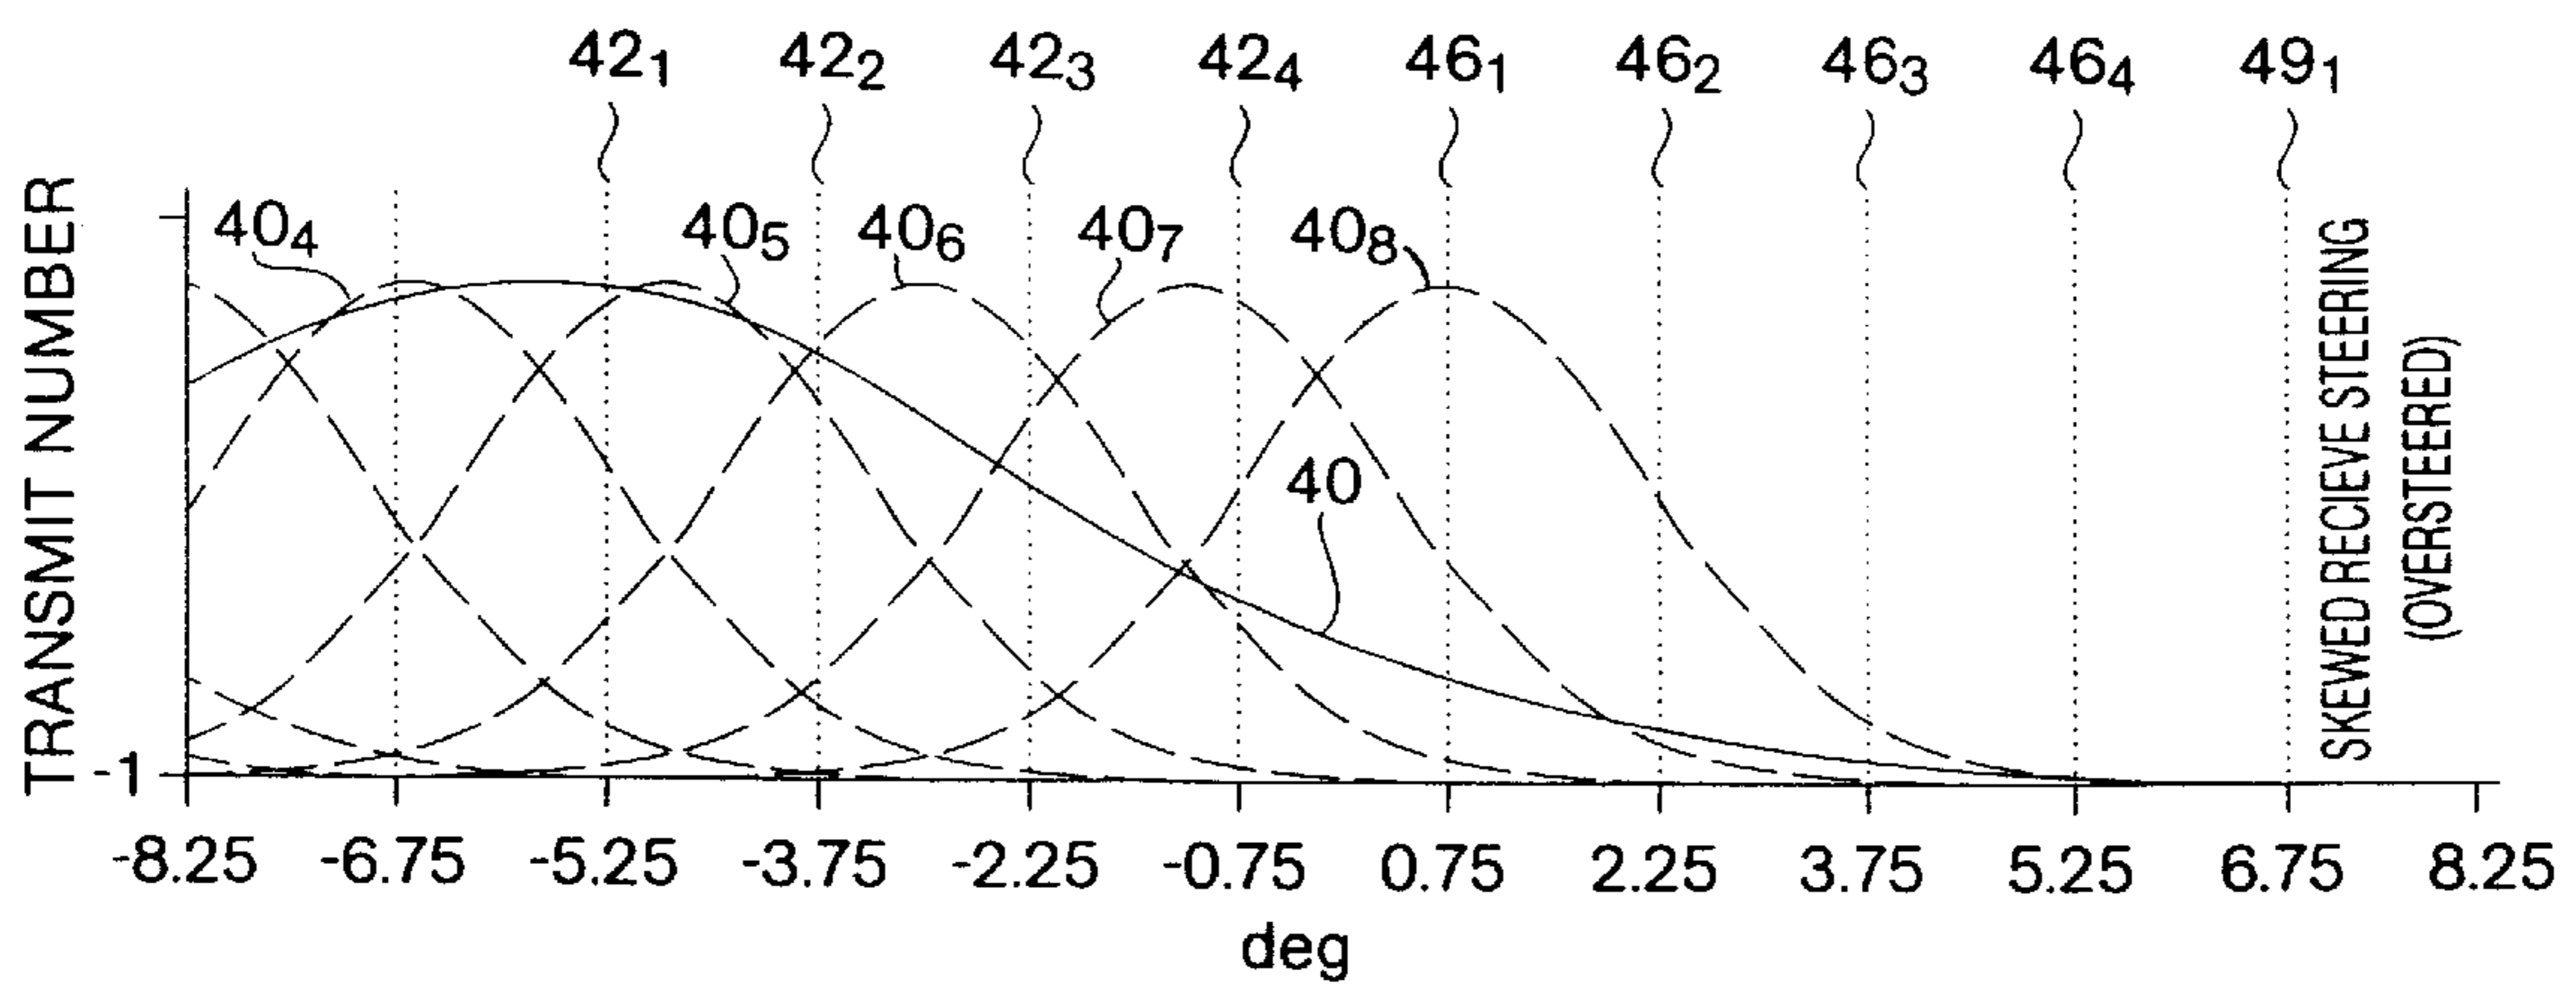 42₁ 42₂ 42₃ 42₄ 46₁ 46₂ 46₃ 46₄ 49₁
40₄ 40₅ 40₆ 40₇ 40₈
40
TRANSMIT NUMBER
-1
-8.25 -6.75 -5.25 -3.75 -2.25 -0.75 0.75 2.25 3.75 5.25 6.75 8.25
deg
SKEWED RECIEVE STEERING
(OVERSTEERED)